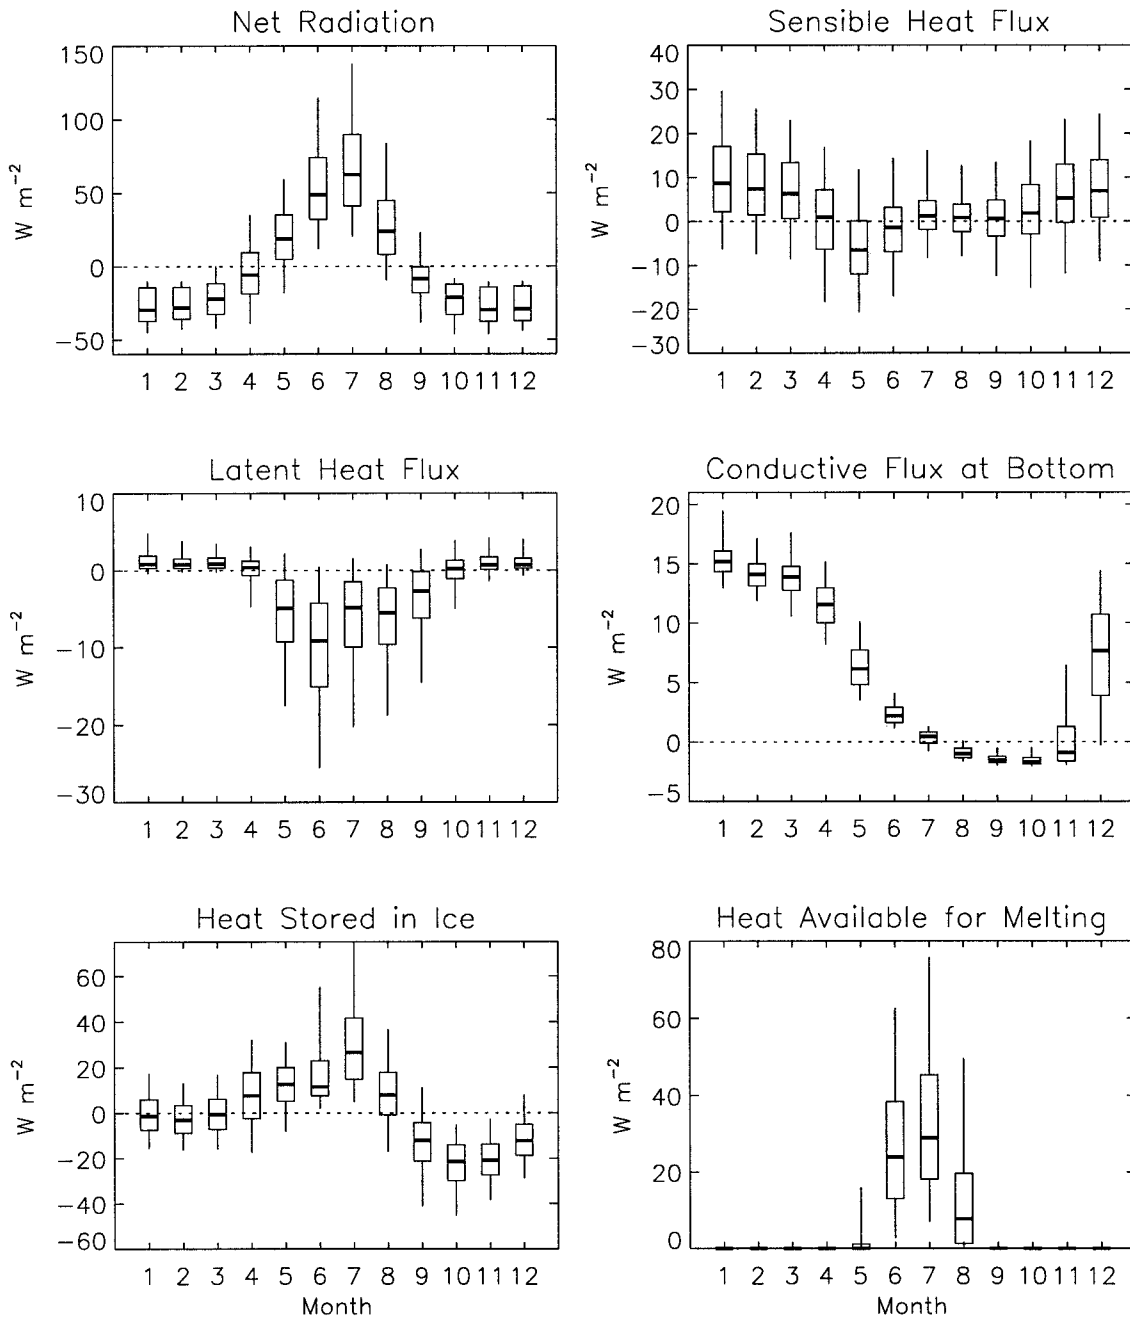 Net Radiation
150
100
50
0
−50
W m⁻²
1 2 3 4 5 6 7 8 9 10 11 12
Sensible Heat Flux
40
30
20
10
0
−10
−20
−30
W m⁻²
1 2 3 4 5 6 7 8 9 10 11 12
Latent Heat Flux
10
0
−10
−20
−30
W m⁻²
1 2 3 4 5 6 7 8 9 10 11 12
Conductive Flux at Bottom
20
15
10
5
0
−5
W m⁻²
1 2 3 4 5 6 7 8 9 10 11 12
Heat Stored in Ice
60
40
20
0
−20
−40
−60
W m⁻²
1 2 3 4 5 6 7 8 9 10 11 12
Month
Heat Available for Melting
80
60
40
20
0
W m⁻²
1 2 3 4 5 6 7 8 9 10 11 12
Month